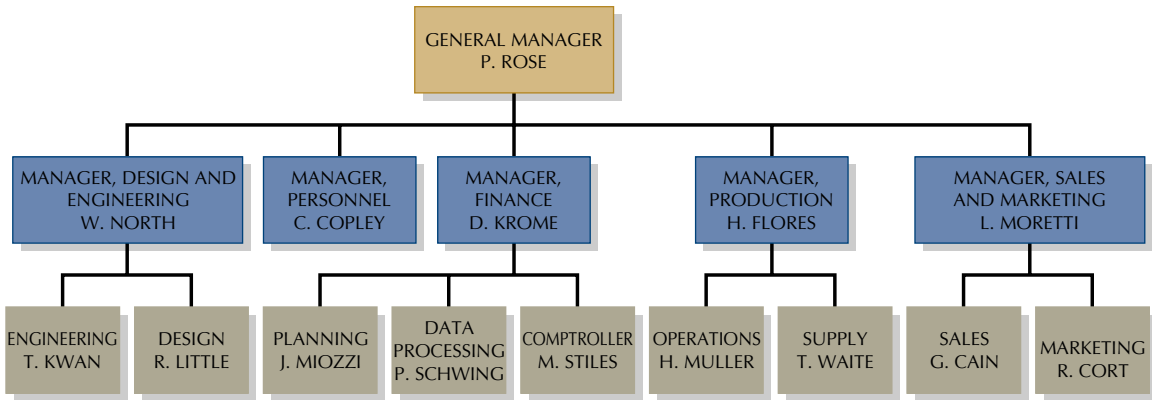 GENERAL MANAGER
P. ROSE
MANAGER, DESIGN AND
ENGINEERING
W. NORTH
MANAGER,
PERSONNEL
C. COPLEY
MANAGER,
FINANCE
D. KROME
MANAGER,
PRODUCTION
H. FLORES
MANAGER, SALES
AND MARKETING
L. MORETTI
ENGINEERING
T. KWAN
DESIGN
R. LITTLE
PLANNING
J. MIOZZI
DATA
PROCESSING
P. SCHWING
COMPTROLLER
M. STILES
OPERATIONS
H. MULLER
SUPPLY
T. WAITE
SALES
G. CAIN
MARKETING
R. CORT